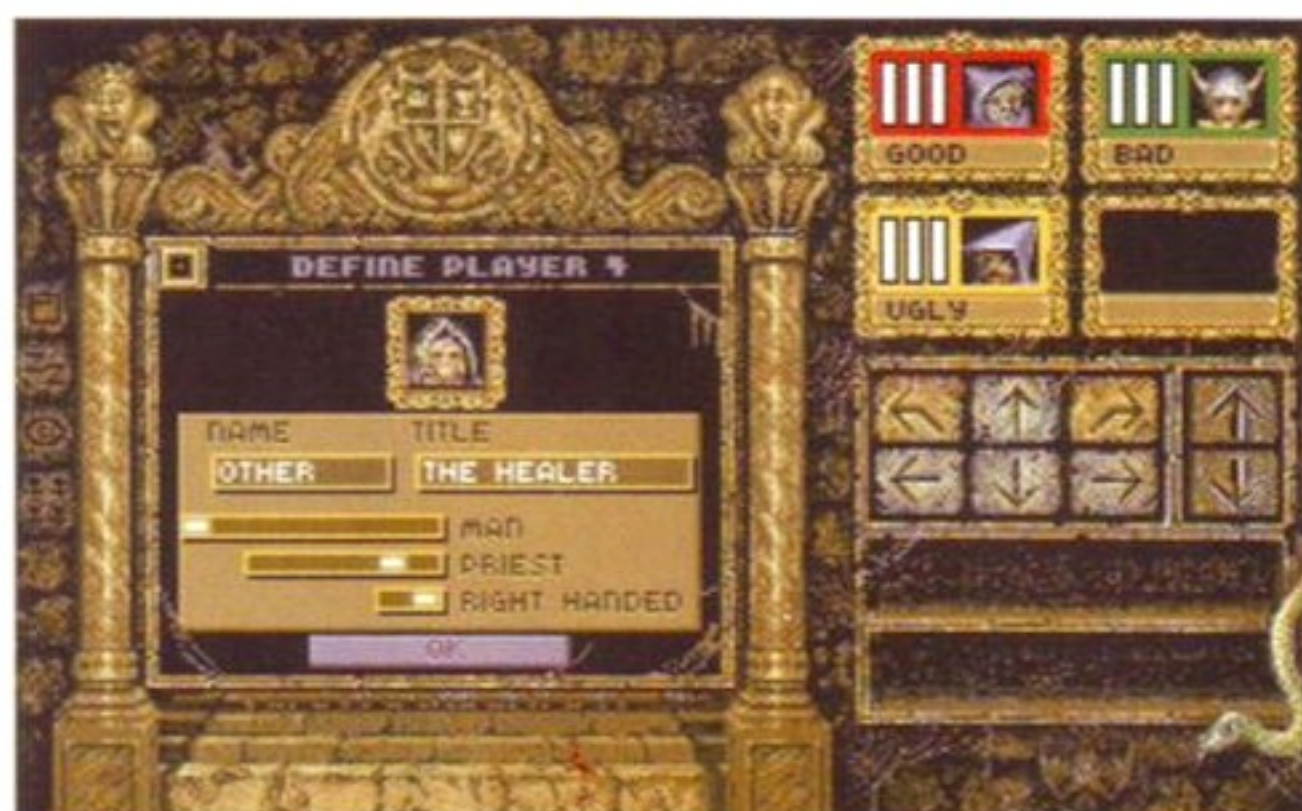 GOOD
BAD
UGLY
DEFINE PLAYER 4
NAME TITLE
OTHER THE HEALER
MAN
PRIEST
RIGHT HANDED
OK